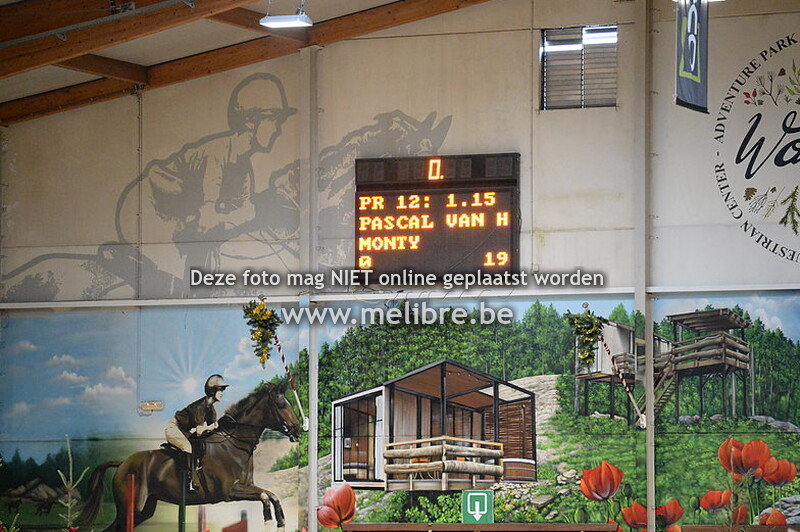 0.
PR 12: 1.15
PASCAL VAN H
MONTY
0 19
ADVENTURE PARK
EQUESTRIAN CENTER
Deze foto mag NIET online geplaatst worden
www.melibre.be